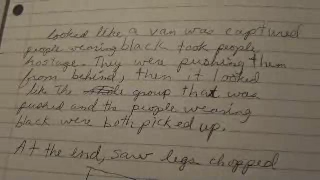 looked like a van was captured
people wearing black took people
hostage. They were pushing them
from behind, then it looked
like the group that was
pushed and the people wearing
black were both picked up.
At the end, saw legs chopped